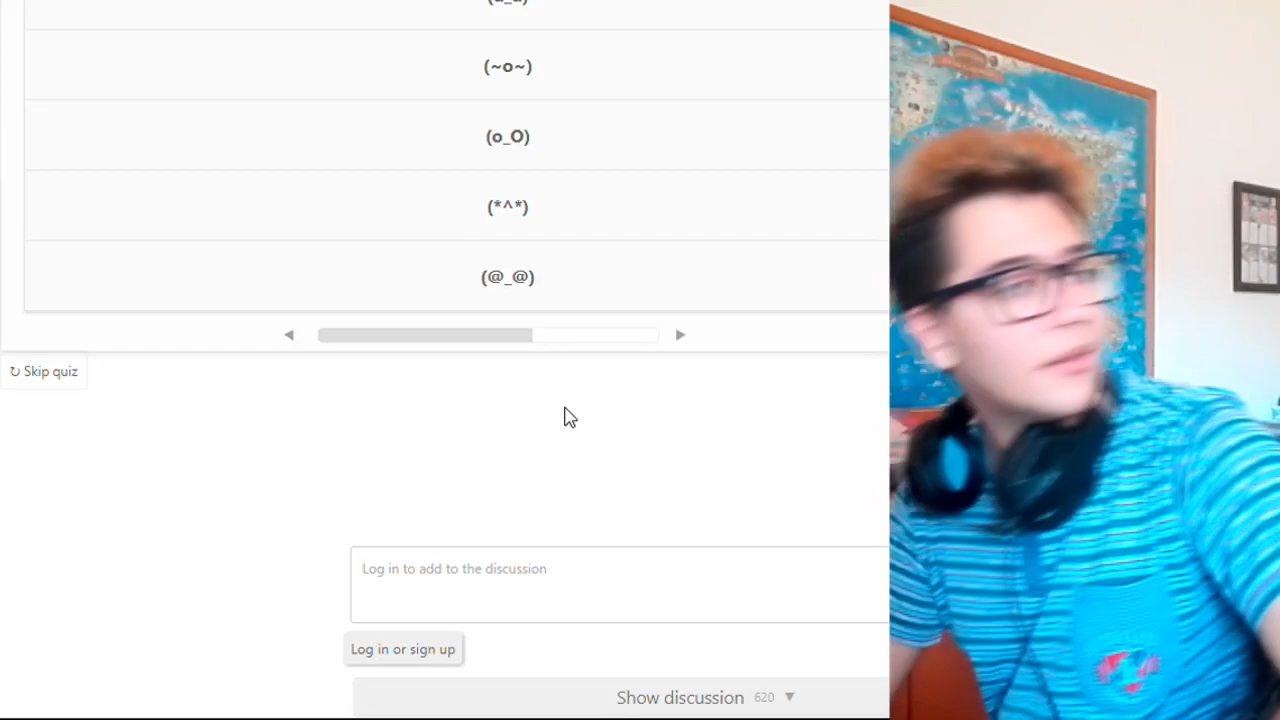 (~o~)
(o_O)
(*^*)
(@_@)
↻ Skip quiz
Log in to add to the discussion
Log in or sign up
Show discussion 620 ▼